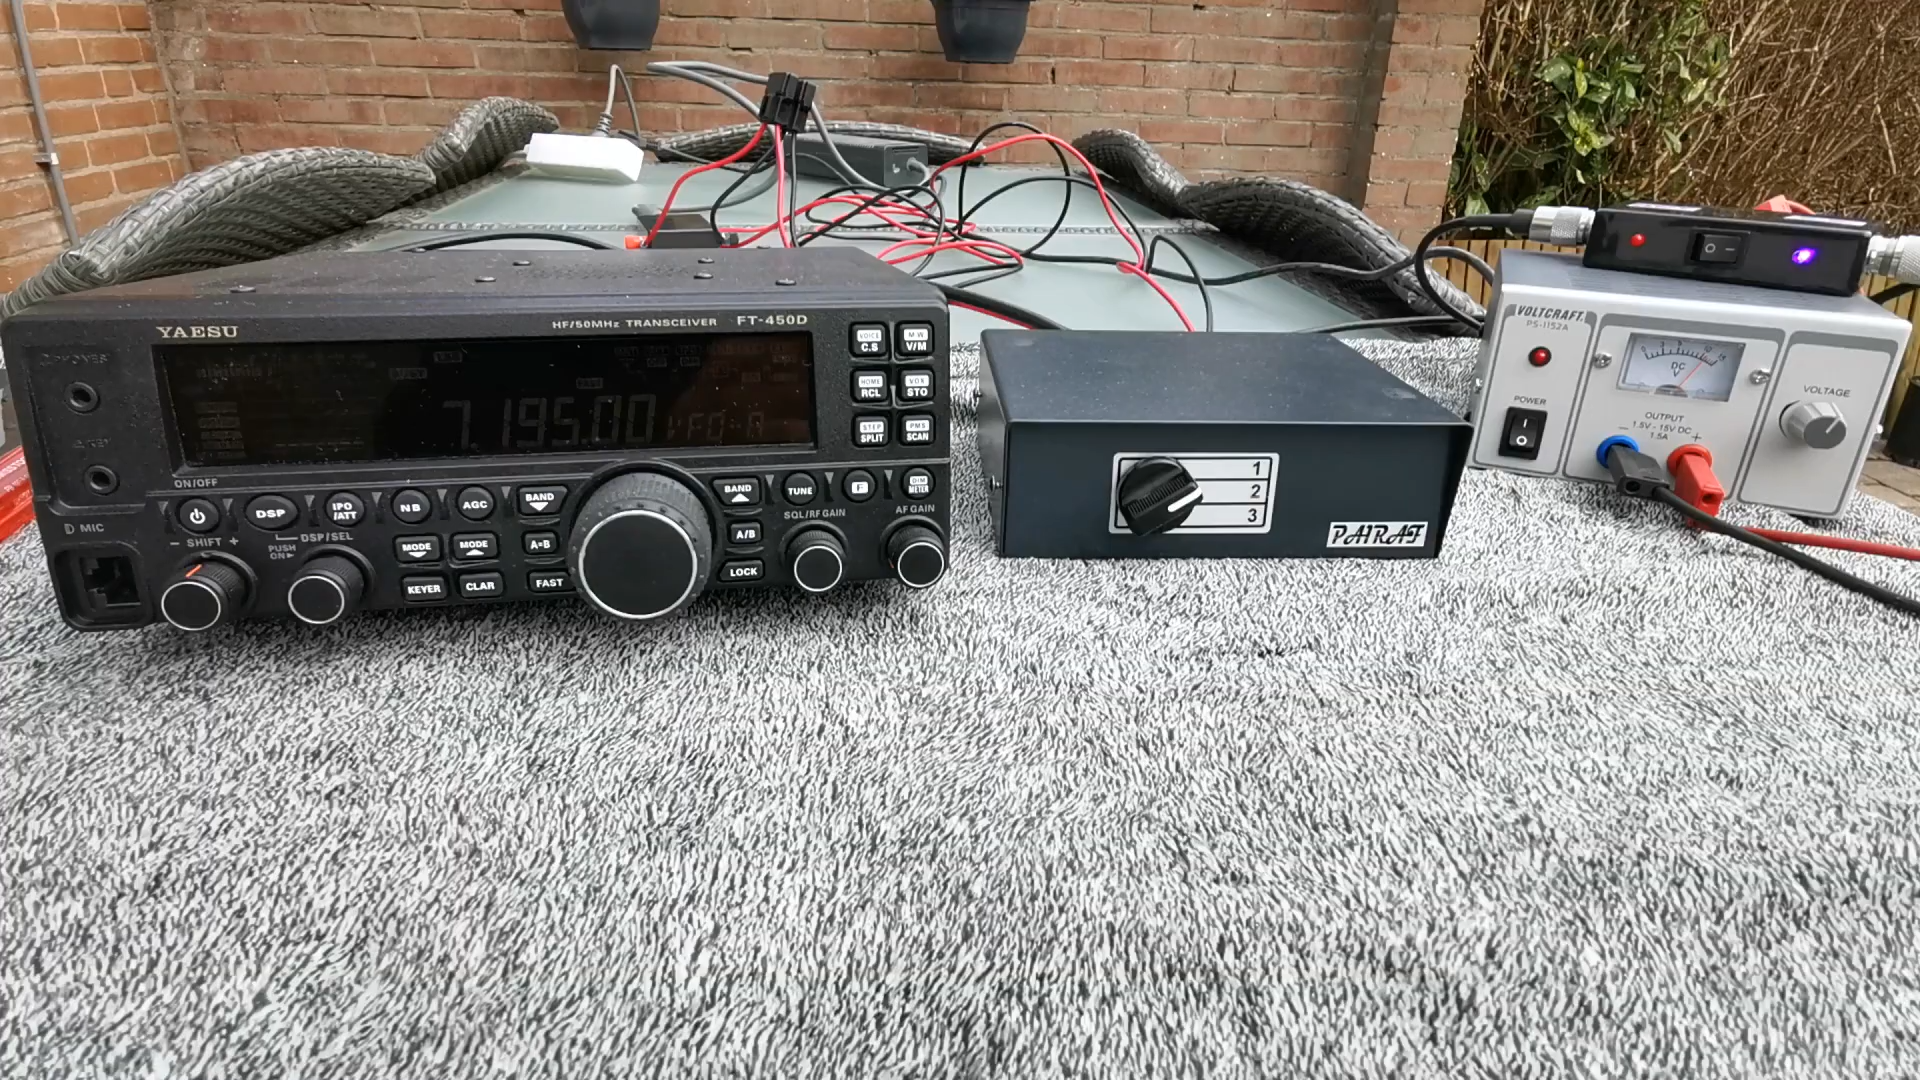 YAESU
HF/50MHz TRANSCEIVER FT-450D
VOICE
C.S
M·W
V/M
HOME
RCL
VOX
STO
STEP
SPLIT
PMS
SCAN
7.195.00 VFO-A
ON/OFF
DSP
IPO
/ATT
NB
AGC
BAND
BAND
TUNE
F
DIM
METER
MIC
- SHIFT +
DSP/SEL
PUSH
ON
MODE
MODE
A=B
A/B
SQL/RF GAIN
AF GAIN
KEYER
CLAR
FAST
LOCK
1
2
3
PAIRAT
VOLTCRAFT
PS-1152A
POWER
I
O
DC
V
OUTPUT
1.5V - 15V DC
1.5A
- +
VOLTAGE
O –